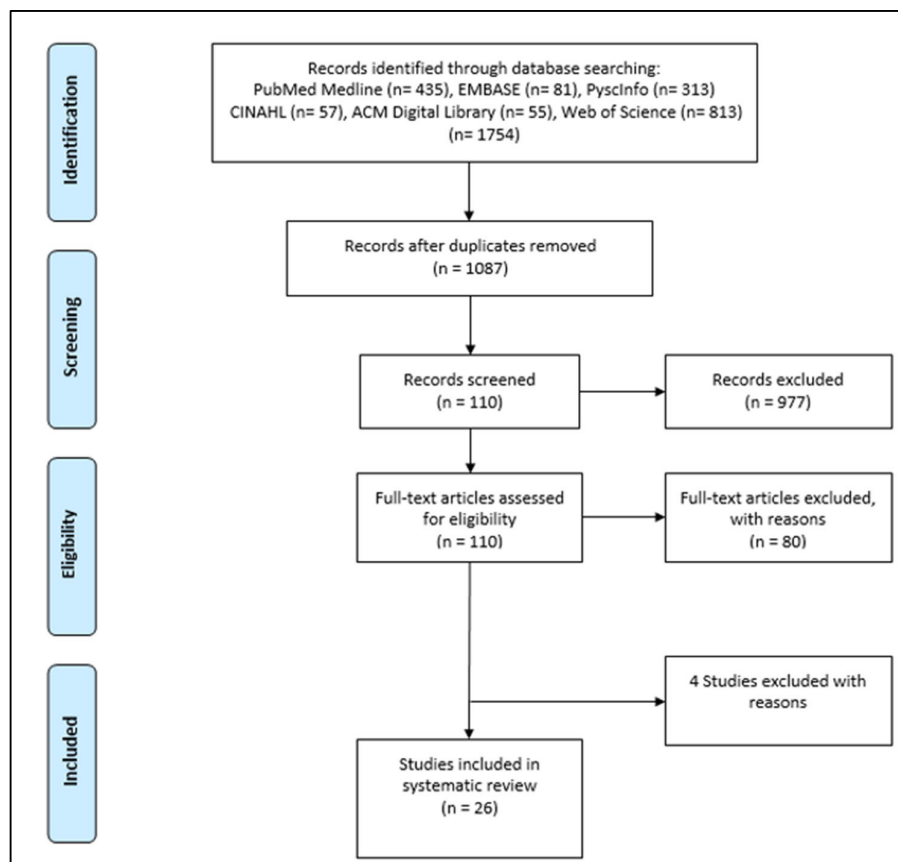 Identification
Records identified through database searching:
PubMed Medline (n= 435), EMBASE (n= 81), PyscInfo (n= 313)
CINAHL (n= 57), ACM Digital Library (n= 55), Web of Science (n= 813)
(n= 1754)
Records after duplicates removed
(n = 1087)
Screening
Records screened
(n = 110)
Records excluded
(n = 977)
Eligibility
Full-text articles assessed
for eligibility
(n = 110)
Full-text articles excluded,
with reasons
(n = 80)
4 Studies excluded with
reasons
Included
Studies included in
systematic review
(n = 26)